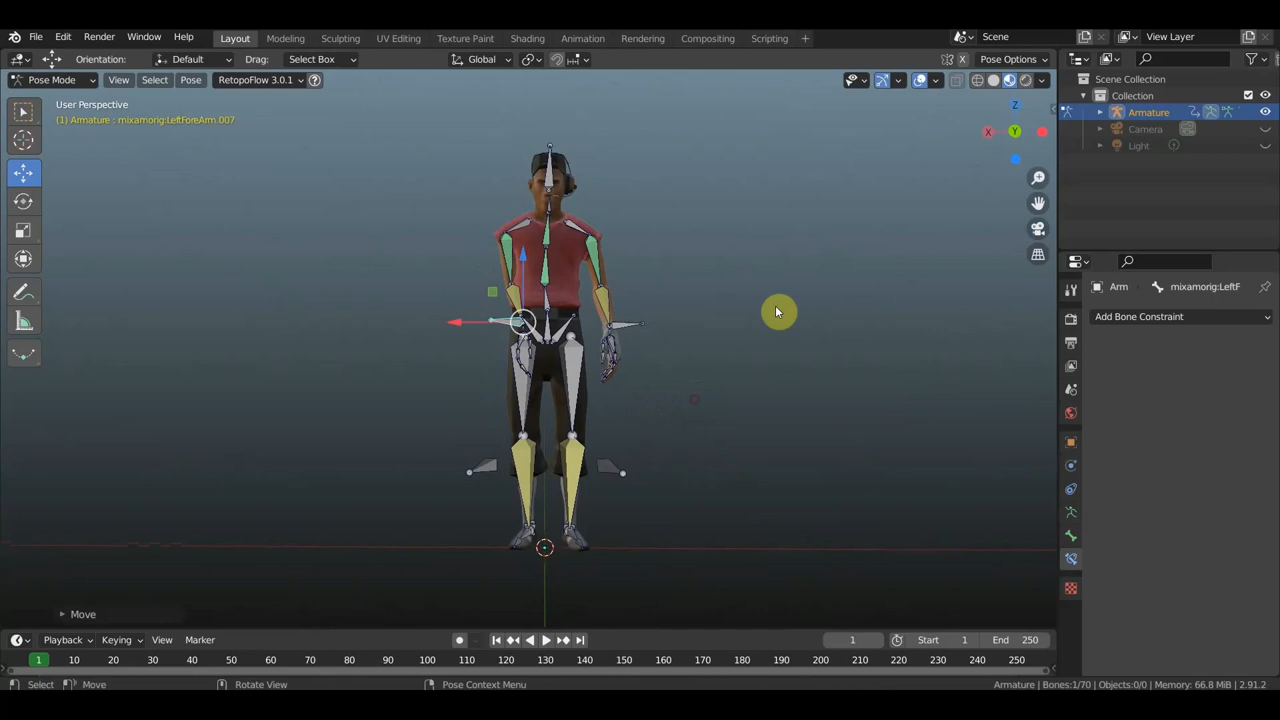 File Edit Render Window Help Layout Modeling Sculpting UV Editing Texture Paint Shading Animation Rendering Compositing Scripting + Scene View Layer
Orientation: Default Drag: Select Box Global X Pose Options
Pose Mode View Select Pose RetopoFlow 3.0.1 ?
Scene Collection
Collection
Armature
Camera
Light
User Perspective
(1) Armature : mixamorig:LeftForeArm.007
Z
X Y
Arm mixamorig:LeftF
Add Bone Constraint
Move
Playback Keying View Marker 1 Start 1 End 250
1 10 20 30 40 50 60 70 80 90 100 110 120 130 140 150 160 170 180 190 200 210 220 230 240 250
Select Move Rotate View Pose Context Menu Armature | Bones:1/70 | Objects:0/0 | Memory: 66.8 MiB | 2.91.2